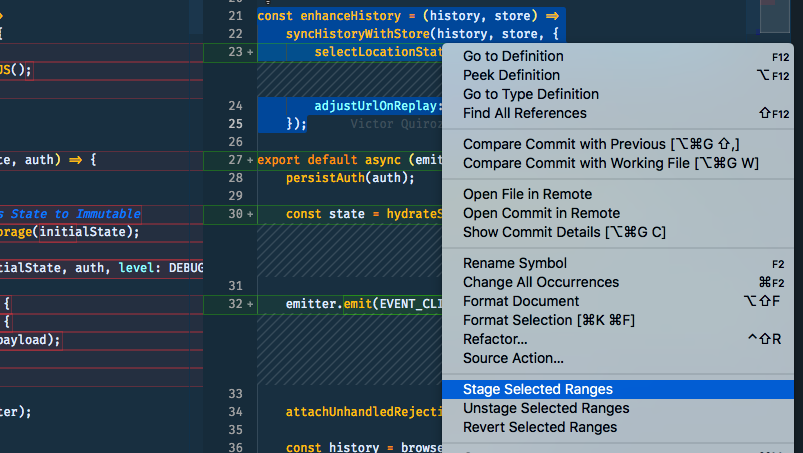 JS();
te, auth) => {
s State to Immutable
orage(initialState);
tialState, auth, level: DEBUG
{
{
payload);
ter);
21 const enhanceHistory = (history, store) =>
22 syncHistoryWithStore(history, store, {
23 + selectLocationStat
24 adjustUrlOnReplay:
25 }); Victor Quiroz
26
27 + export default async (emit
28 persistAuth(auth);
29
30 + const state = hydrateS
31
32 + emitter.emit(EVENT_CLI
33
34 attachUnhandledRejecti
35
36 const history = browse
Go to Definition F12
Peek Definition ⌥F12
Go to Type Definition
Find All References ⇧F12
Compare Commit with Previous [⌥⌘G ⇧,]
Compare Commit with Working File [⌥⌘G W]
Open File in Remote
Open Commit in Remote
Show Commit Details [⌥⌘G C]
Rename Symbol F2
Change All Occurrences ⌘F2
Format Document ⌥⇧F
Format Selection [⌘K ⌘F]
Refactor... ^⇧R
Source Action...
Stage Selected Ranges
Unstage Selected Ranges
Revert Selected Ranges